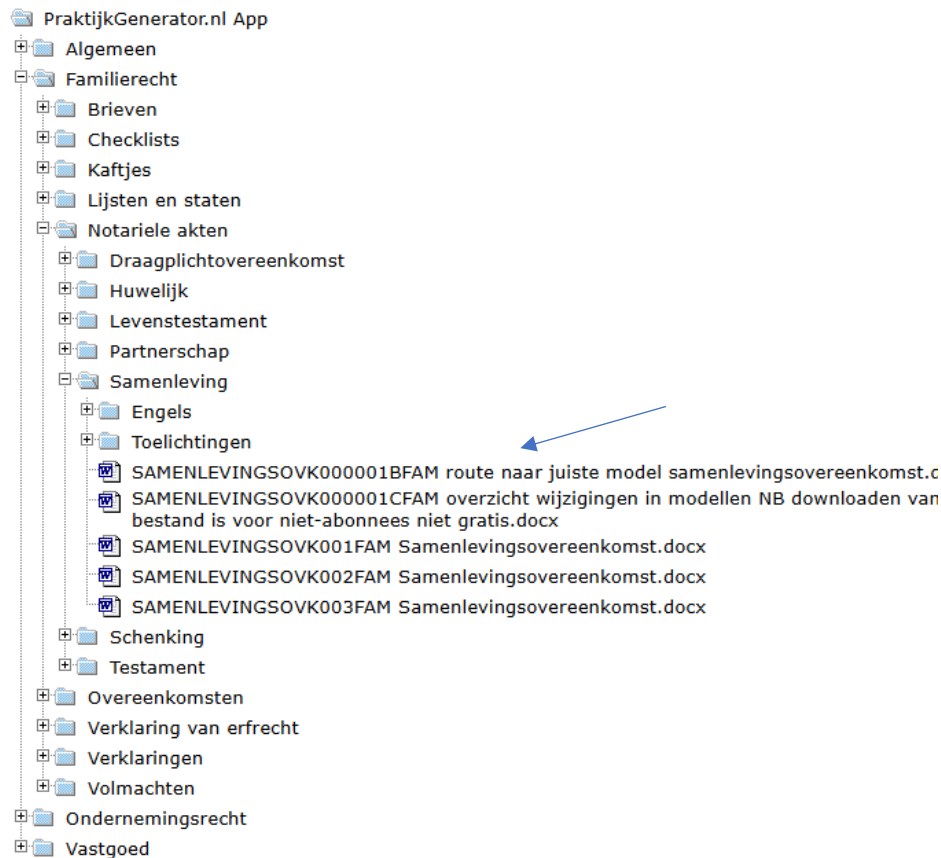 PraktijkGenerator.nl App
Algemeen
Familierecht
Brieven
Checklists
Kaftjes
Lijsten en staten
Notariele akten
Draagplichtovereenkomst
Huwelijk
Levenstestament
Partnerschap
Samenleving
Engels
Toelichtingen
SAMENLEVINGSOVK000001BFAM route naar juiste model samenlevingsovereenkomst.d
SAMENLEVINGSOVK000001CFAM overzicht wijzigingen in modellen NB downloaden van
bestand is voor niet-abonnees niet gratis.docx
SAMENLEVINGSOVK001FAM Samenlevingsovereenkomst.docx
SAMENLEVINGSOVK002FAM Samenlevingsovereenkomst.docx
SAMENLEVINGSOVK003FAM Samenlevingsovereenkomst.docx
Schenking
Testament
Overeenkomsten
Verklaring van erfrecht
Verklaringen
Volmachten
Ondernemingsrecht
Vastgoed